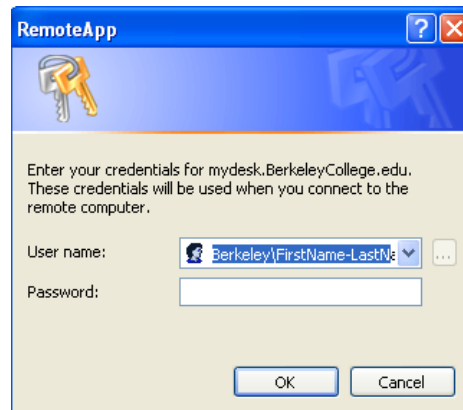 RemoteApp
?
X
Enter your credentials for mydesk.BerkeleyCollege.edu.
These credentials will be used when you connect to the
remote computer.
User name:
Berkeley\FirstName-LastNa
...
Password:
OK
Cancel